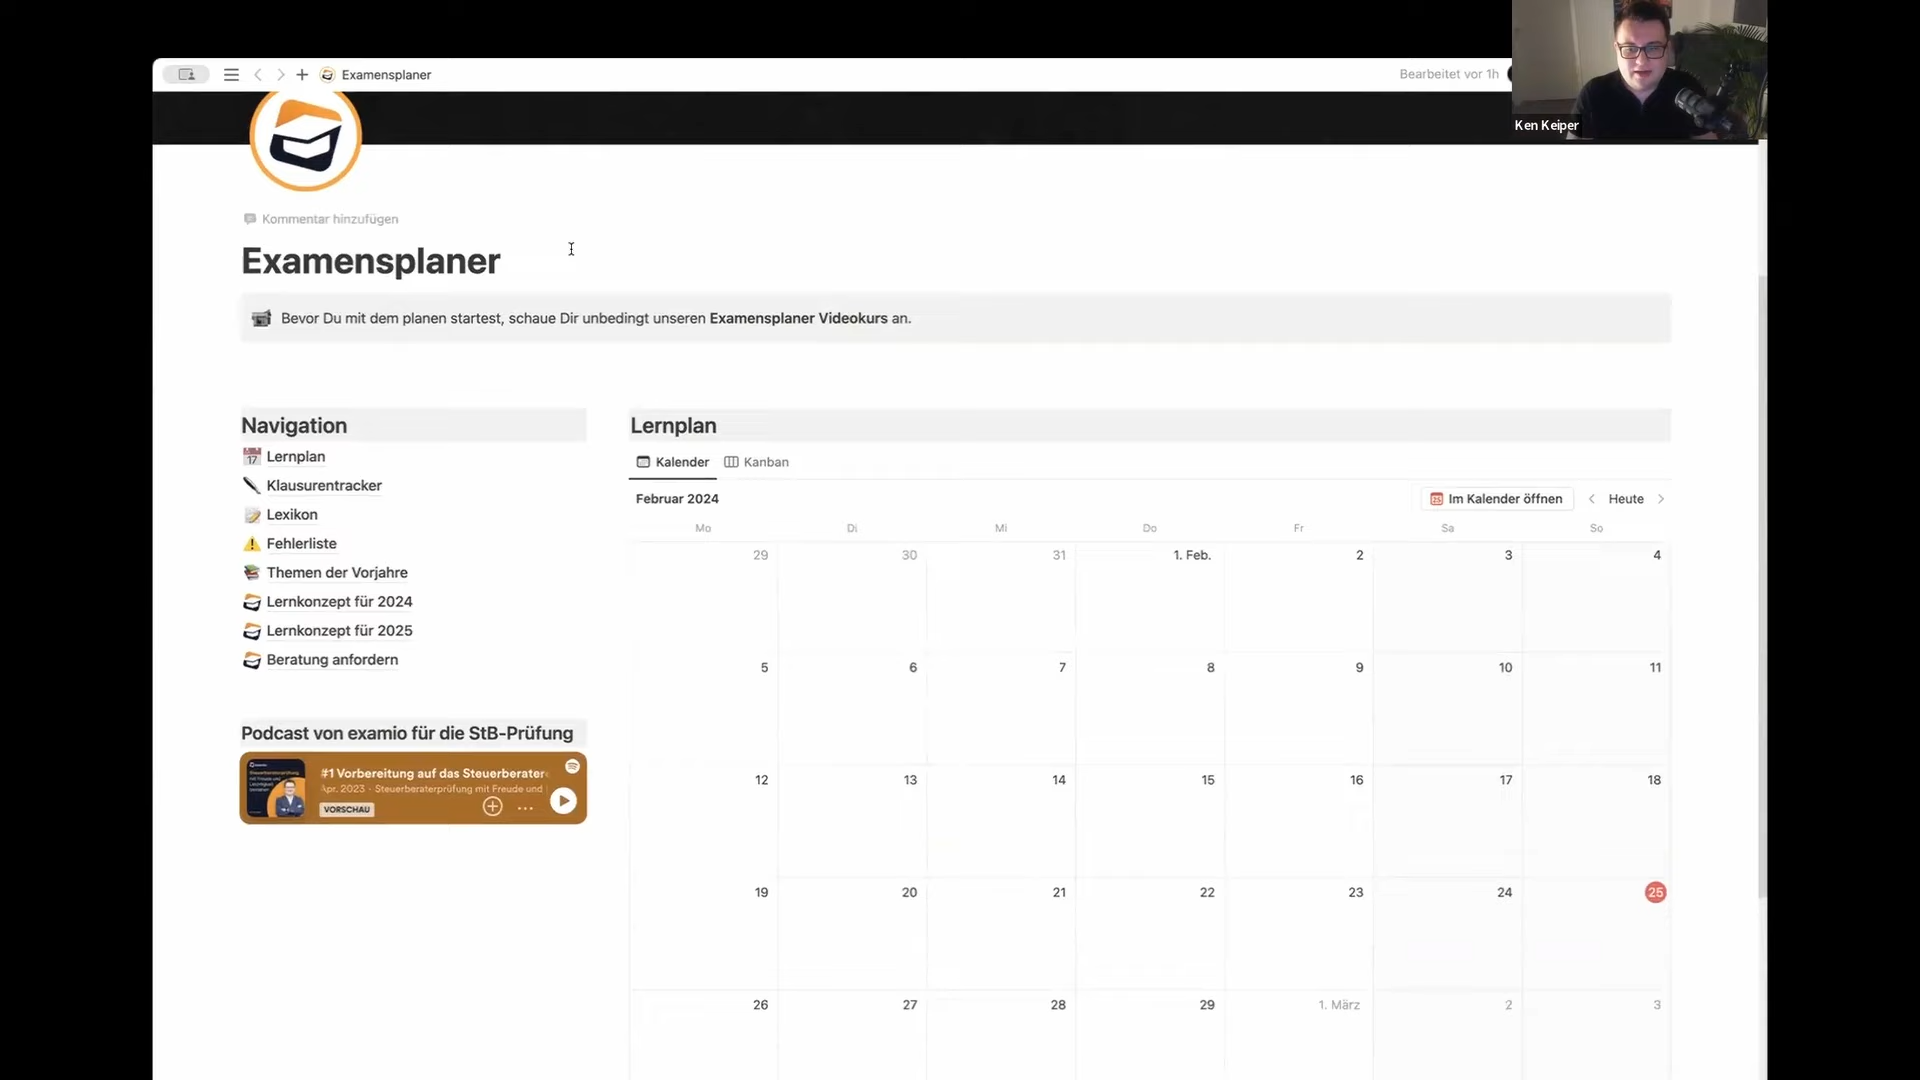 Examensplaner
Bearbeitet vor 1h
Ken Keiper
Kommentar hinzufügen
Examensplaner
Bevor Du mit dem planen startest, schaue Dir unbedingt unseren Examensplaner Videokurs an.
Navigation
17 Lernplan
Klausurentracker
Lexikon
Fehlerliste
Themen der Vorjahre
Lernkonzept für 2024
Lernkonzept für 2025
Beratung anfordern
Podcast von examio für die StB-Prüfung
#1 Vorbereitung auf das Steuerberater
Apr. 2023 · Steuerberaterprüfung mit Freude und
VORSCHAU
Lernplan
Kalender Kanban
Februar 2024 Im Kalender öffnen Heute
Mo Di Mi Do Fr Sa So
29 30 31 1. Feb. 2 3 4
5 6 7 8 9 10 11
12 13 14 15 16 17 18
19 20 21 22 23 24 25
26 27 28 29 1. März 2 3